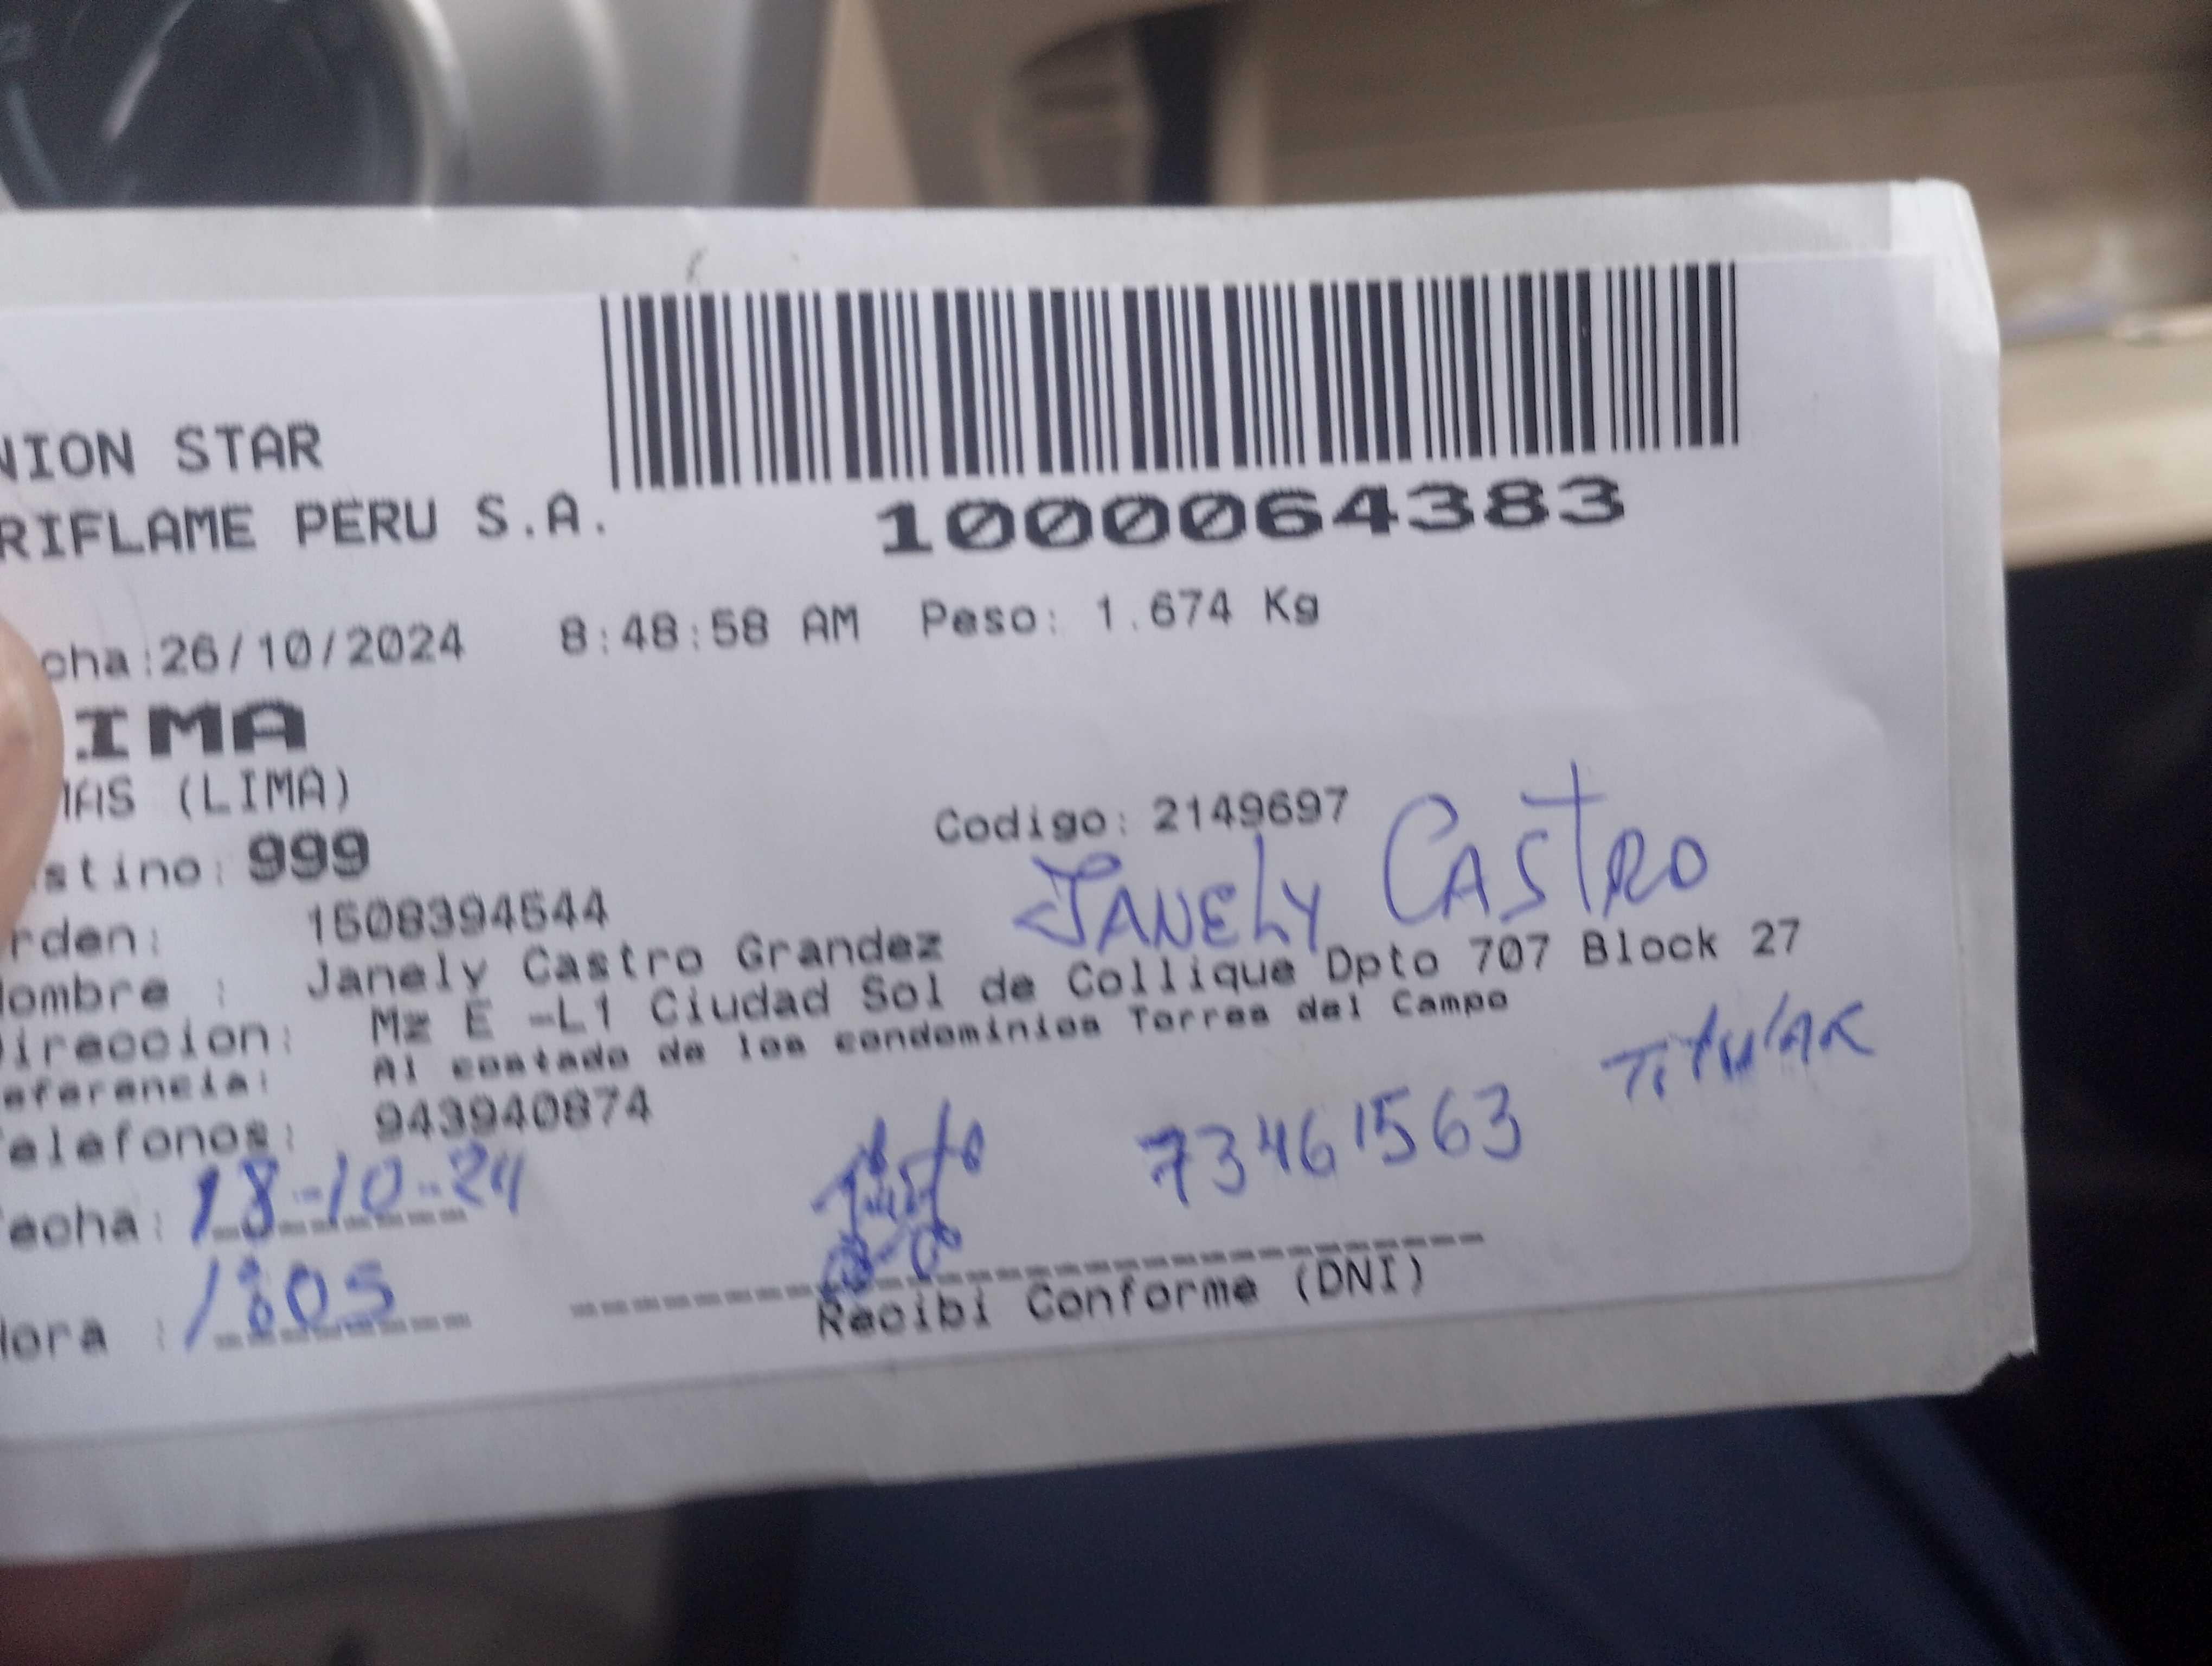 NION STAR
RIFLAME PERU S.A.
1000064383
cha:26/10/2024 8:48:58 AM Peso: 1.674 Kg
IMA
MAS (LIMA)
Codigo: 2149697
stino: 999
JANELY CASTRO
rden: 1508394544
ombre : Janely Castro Grandez
ireccion: Mz E -L1 Ciudad Sol de Collique Dpto 707 Block 27
eferencia: Al costado de los condominios Torres del Campo
TITULAR
elefonos: 943940874
73461563
echa: 18-10-24
Hora : 1805
Recibi Conforme (DNI)